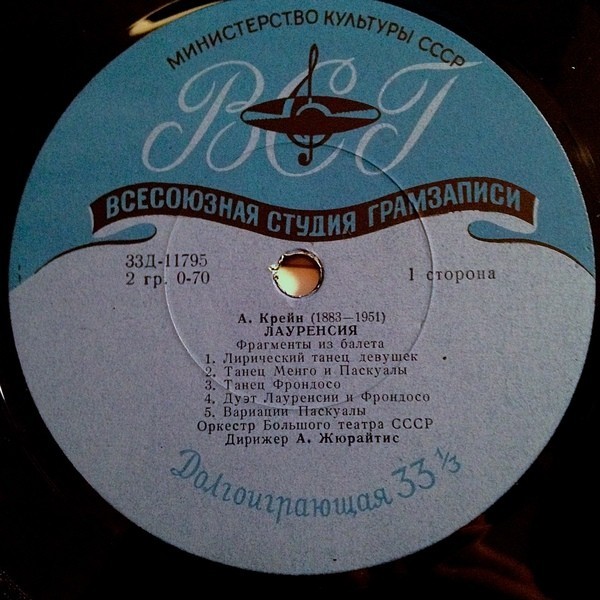 МИНИСТЕРСТВО КУЛЬТУРЫ СССР
ВСГ
ВСЕСОЮЗНАЯ СТУДИЯ ГРАМЗАПИСИ
33Д-11795
2 гр. 0-70
1 сторона
А. Крейн (1883—1951)
ЛАУРЕНСИЯ
Фрагменты из балета
1. Лирический танец девушек
2. Танец Менго и Паскуалы
3. Танец Фрондосо
4. Дуэт Лауренсии и Фрондосо
5. Вариации Паскуалы
Оркестр Большого театра СССР
Дирижер А. Жюрайтис
Долгоиграющая 33 1/3